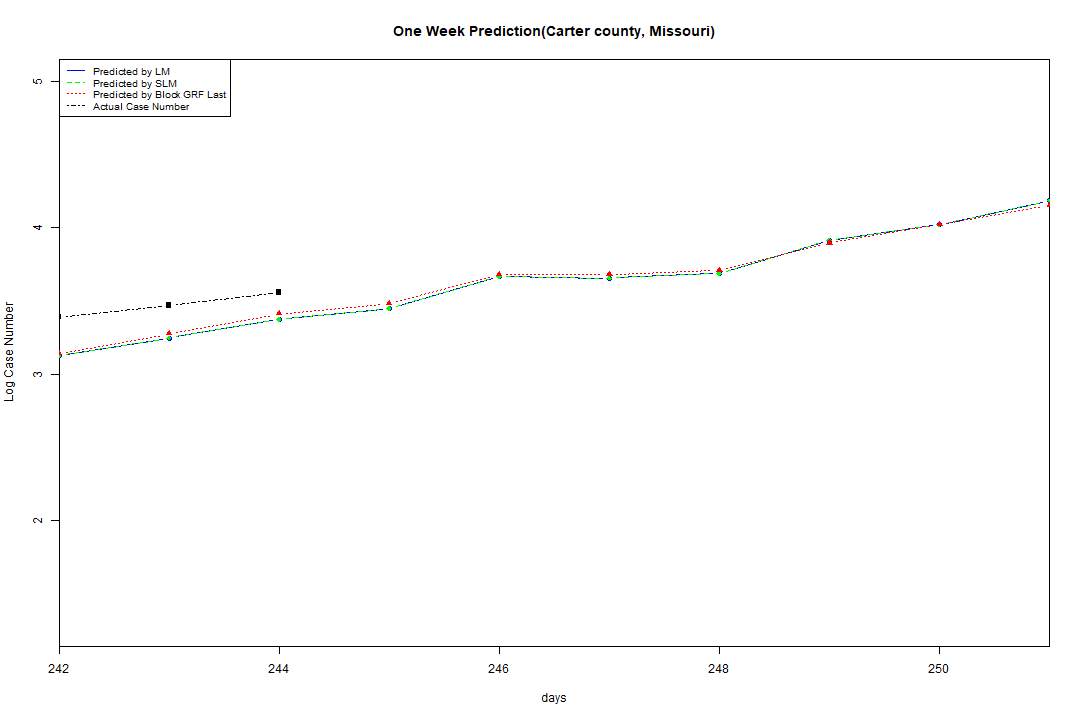 One Week Prediction(Carter county, Missouri)
Predicted by LM
Predicted by SLM
Predicted by Block GRF Last
Actual Case Number
5
4
3
2
Log Case Number
242 244 246 248 250
days